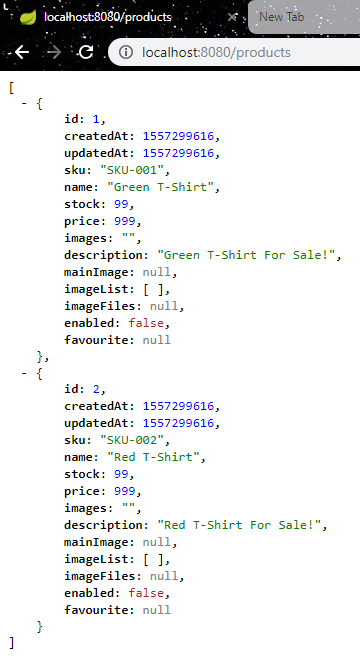 localhost:8080/products
New Tab
localhost:8080/products
[
- {
id: 1,
createdAt: 1557299616,
updatedAt: 1557299616,
sku: "SKU-001",
name: "Green T-Shirt",
stock: 99,
price: 999,
images: "",
description: "Green T-Shirt For Sale!",
mainImage: null,
imageList: [ ],
imageFiles: null,
enabled: false,
favourite: null
},
- {
id: 2,
createdAt: 1557299616,
updatedAt: 1557299616,
sku: "SKU-002",
name: "Red T-Shirt",
stock: 99,
price: 999,
images: "",
description: "Red T-Shirt For Sale!",
mainImage: null,
imageList: [ ],
imageFiles: null,
enabled: false,
favourite: null
}
]